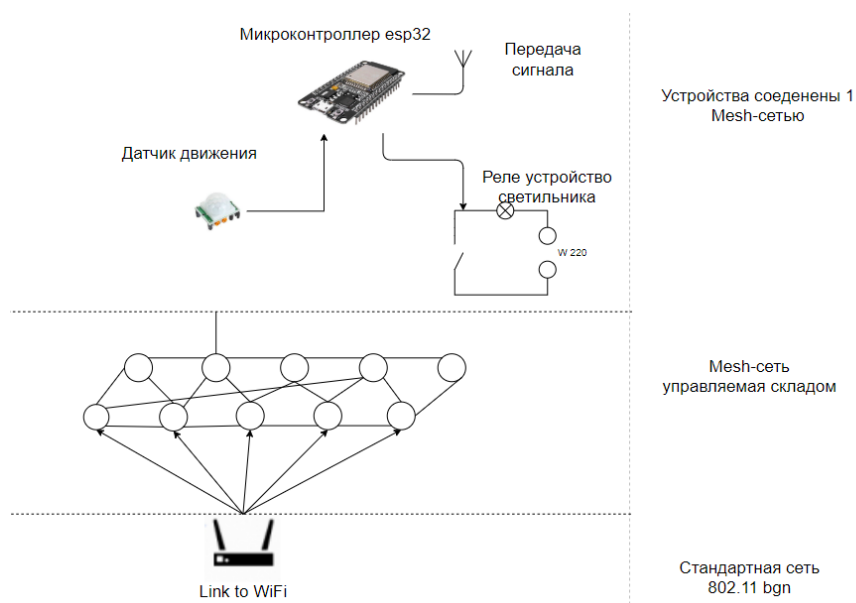 Микроконтроллер esp32
Передача
сигнала
Устройства соеденены 1
Mesh-сетью
Датчик движения
Реле устройство
светильника
W 220
Mesh-сеть
управляемая складом
Стандартная сеть
802.11 bgn
Link to WiFi